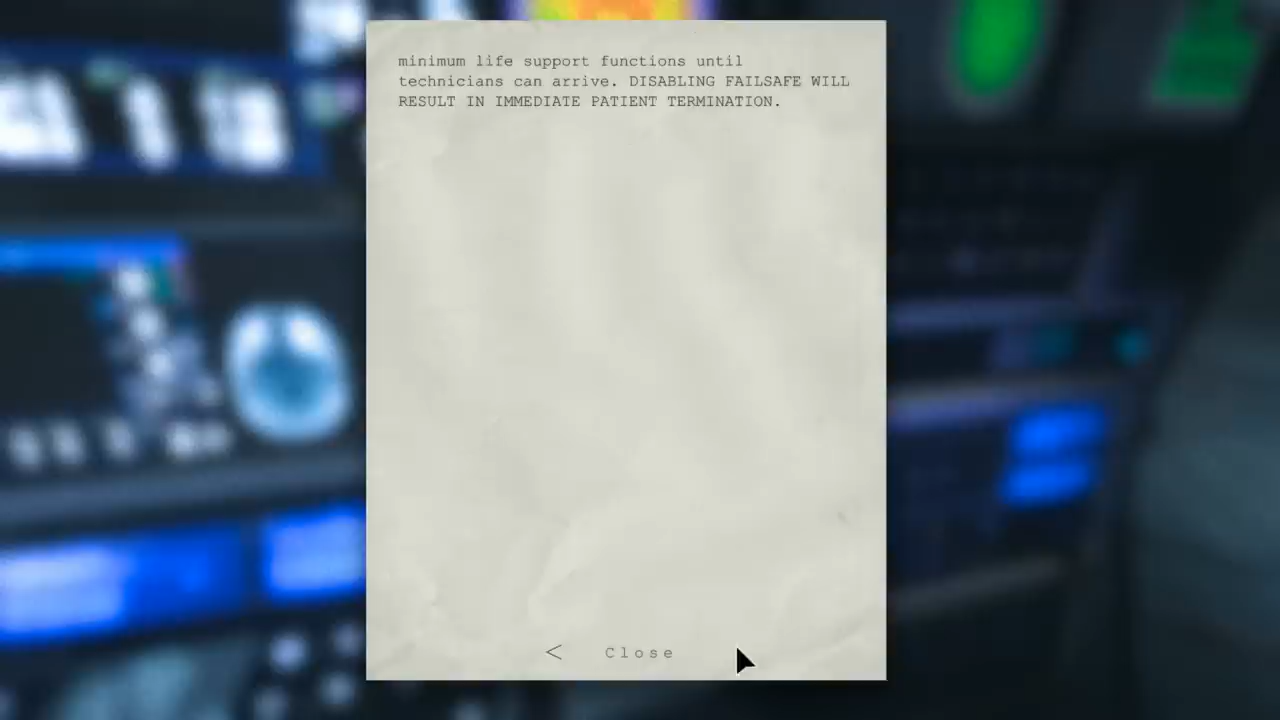 minimum life support functions until
technicians can arrive. DISABLING FAILSAFE WILL
RESULT IN IMMEDIATE PATIENT TERMINATION.
< Close